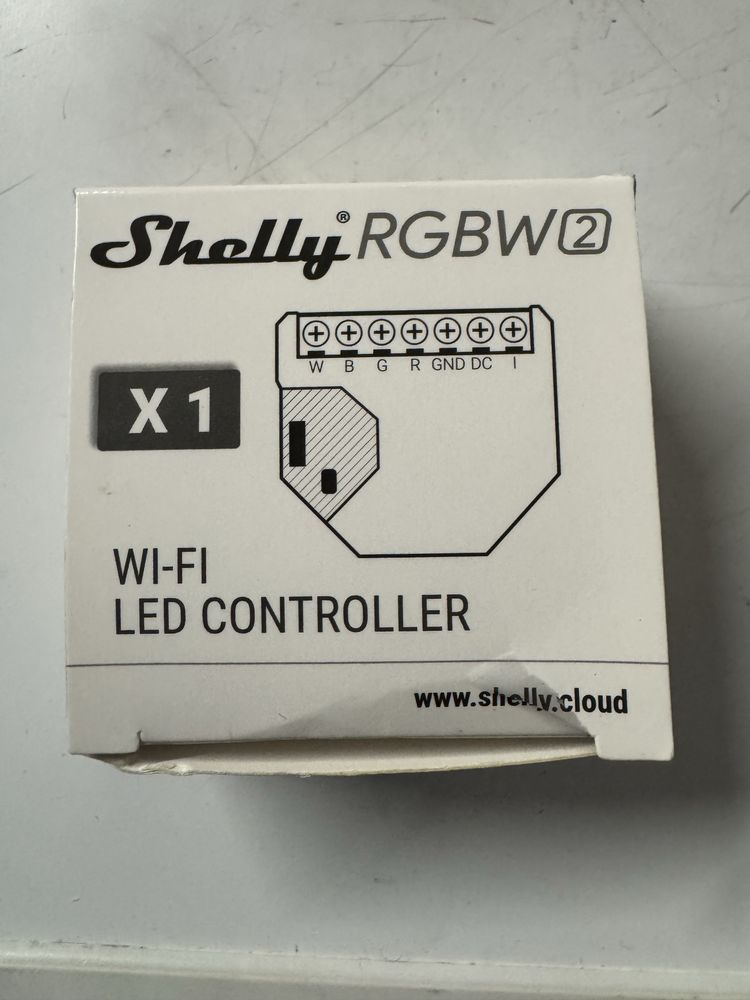 Shelly® RGBW2
W B G R GND DC I
X 1
WI-FI
LED CONTROLLER
www.shelly.cloud